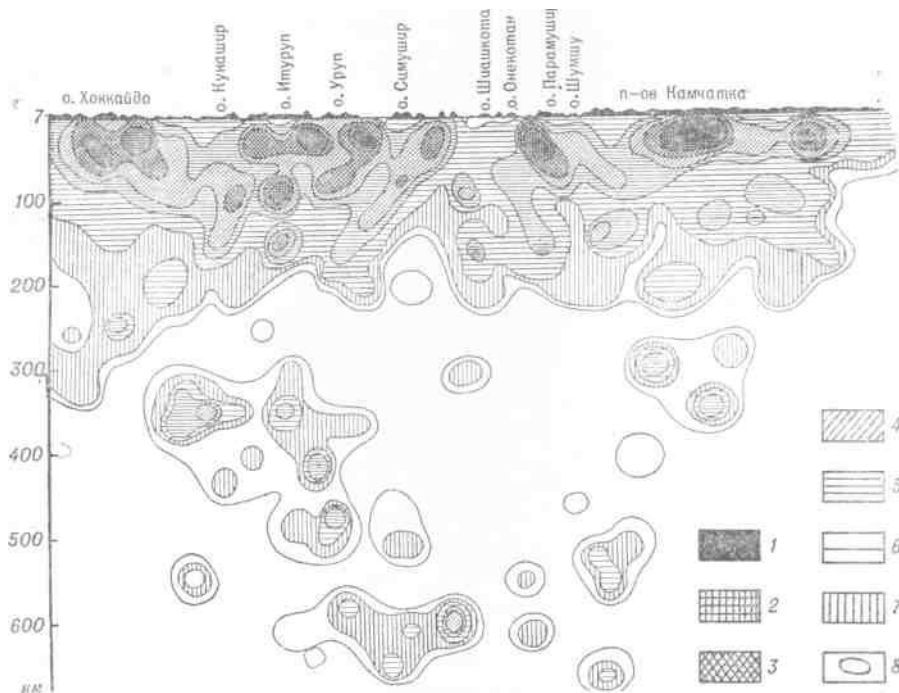 о. Хоккайдо
о. Кунашир
о. Итуруп
о. Уруп
о. Симушир
о. Шиашкотан
о. Онекотан
о. Парамушир
о. Шумшу
п-ов Камчатка
100
200
300
400
500
600
км
1
2
3
4
5
6
7
8